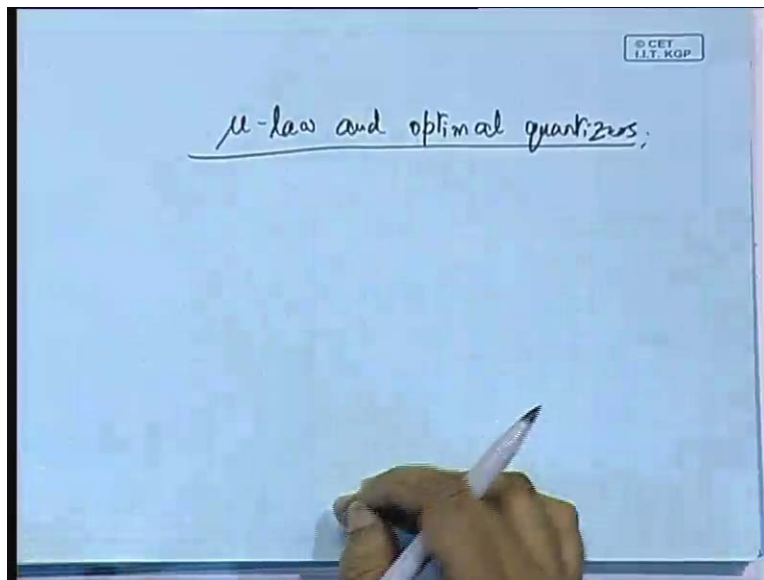 © CET
I.I.T. KGP
μ-law and optimal quantizers.